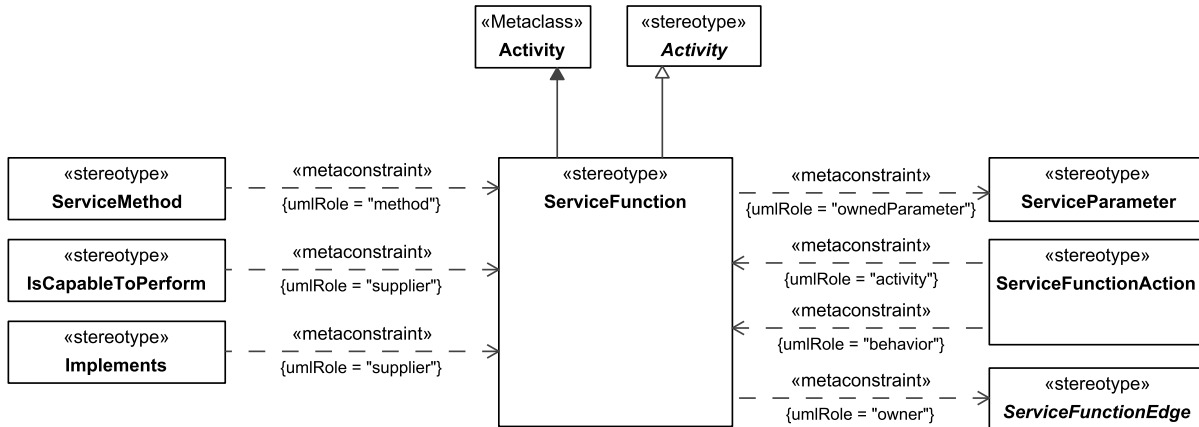 «Metaclass»
Activity
«stereotype»
Activity
«stereotype»
ServiceMethod
«metaconstraint»
{umlRole = "method"}
«stereotype»
IsCapableToPerform
«metaconstraint»
{umlRole = "supplier"}
«stereotype»
Implements
«metaconstraint»
{umlRole = "supplier"}
«stereotype»
ServiceFunction
«metaconstraint»
{umlRole = "ownedParameter"}
«stereotype»
ServiceParameter
«metaconstraint»
{umlRole = "activity"}
«stereotype»
ServiceFunctionAction
«metaconstraint»
{umlRole = "behavior"}
«metaconstraint»
{umlRole = "owner"}
«stereotype»
ServiceFunctionEdge